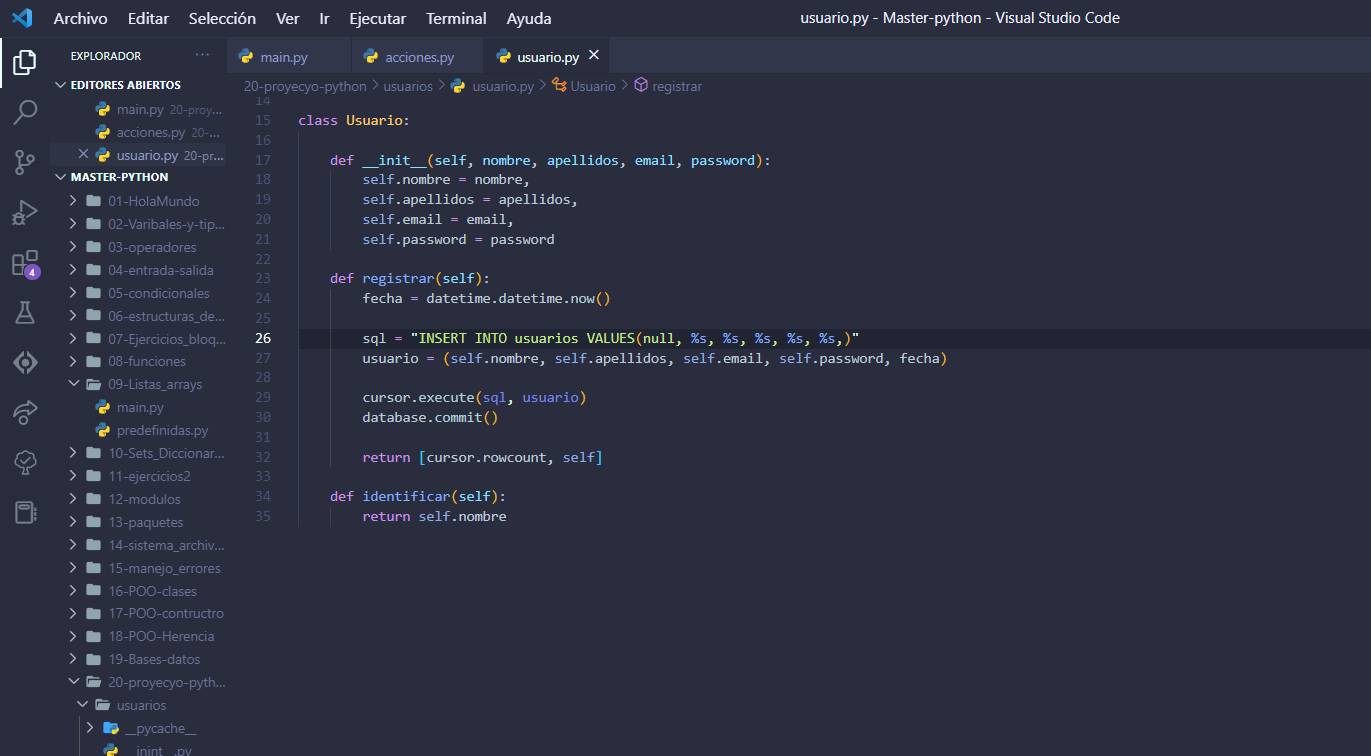 Archivo Editar Selección Ver Ir Ejecutar Terminal Ayuda
usuario.py - Master-python - Visual Studio Code
EXPLORADOR ...
main.py
acciones.py
usuario.py
EDITORES ABIERTOS
main.py 20-proy...
acciones.py 20-...
usuario.py 20-pr...
MASTER-PYTHON
01-HolaMundo
02-Varibales-y-tip...
03-operadores
04-entrada-salida
05-condicionales
06-estructuras_de...
07-Ejercicios_bloq...
08-funciones
09-Listas_arrays
main.py
predefinidas.py
10-Sets_Diccionar...
11-ejercicios2
12-modulos
13-paquetes
14-sistema_archiv...
15-manejo_errores
16-POO-clases
17-POO-contructro
18-POO-Herencia
19-Bases-datos
20-proyecyo-pyth...
usuarios
__pycache__
__inint__.py
4
20-proyecyo-python > usuarios > usuario.py > Usuario > registrar
14
15 class Usuario:
16
17 def __init__(self, nombre, apellidos, email, password):
18 self.nombre = nombre,
19 self.apellidos = apellidos,
20 self.email = email,
21 self.password = password
22
23 def registrar(self):
24 fecha = datetime.datetime.now()
25
26 sql = "INSERT INTO usuarios VALUES(null, %s, %s, %s, %s, %s,)"
27 usuario = (self.nombre, self.apellidos, self.email, self.password, fecha)
28
29 cursor.execute(sql, usuario)
30 database.commit()
31
32 return [cursor.rowcount, self]
33
34 def identificar(self):
35 return self.nombre